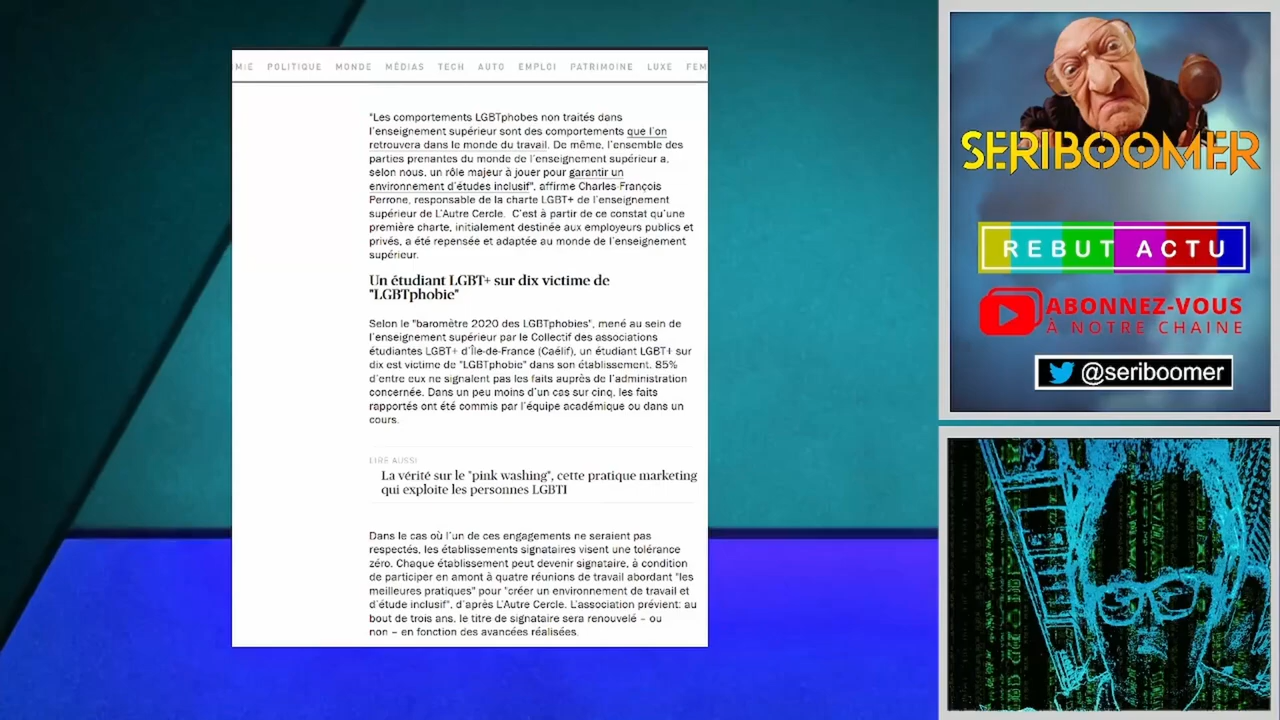 MIE POLITIQUE MONDE MÉDIAS TECH AUTO EMPLOI PATRIMOINE LUXE FEM
"Les comportements LGBTphobes non traités dans
l'enseignement supérieur sont des comportements que l'on
retrouvera dans le monde du travail. De même, l'ensemble des
parties prenantes du monde de l'enseignement supérieur a,
selon nous, un rôle majeur à jouer pour garantir un
environnement d'études inclusif", affirme Charles-François
Perrone, responsable de la charte LGBT+ de l'enseignement
supérieur de L'Autre Cercle. C'est à partir de ce constat qu'une
première charte, initialement destinée aux employeurs publics et
privés, a été repensée et adaptée au monde de l'enseignement
supérieur.
Un étudiant LGBT+ sur dix victime de
"LGBTphobie"
Selon le "baromètre 2020 des LGBTphobies", mené au sein de
l'enseignement supérieur par le Collectif des associations
étudiantes LGBT+ d'Île-de-France (Caélif), un étudiant LGBT+ sur
dix est victime de "LGBTphobie" dans son établissement. 85%
d'entre eux ne signalent pas les faits auprès de l'administration
concernée. Dans un peu moins d'un cas sur cinq, les faits
rapportés ont été commis par l'équipe académique ou dans un
cours.
LIRE AUSSI
La vérité sur le "pink washing", cette pratique marketing
qui exploite les personnes LGBTI
Dans le cas où l'un de ces engagements ne seraient pas
respectés, les établissements signataires visent une tolérance
zéro. Chaque établissement peut devenir signataire, à condition
de participer en amont à quatre réunions de travail abordant "les
meilleures pratiques" pour "créer un environnement de travail et
d'étude inclusif", d'après L'Autre Cercle. L'association prévient: au
bout de trois ans, le titre de signataire sera renouvelé – ou
non – en fonction des avancées réalisées.
SERIBOOMER
REBUT ACTU
ABONNEZ-VOUS
À NOTRE CHAINE
@seriboomer